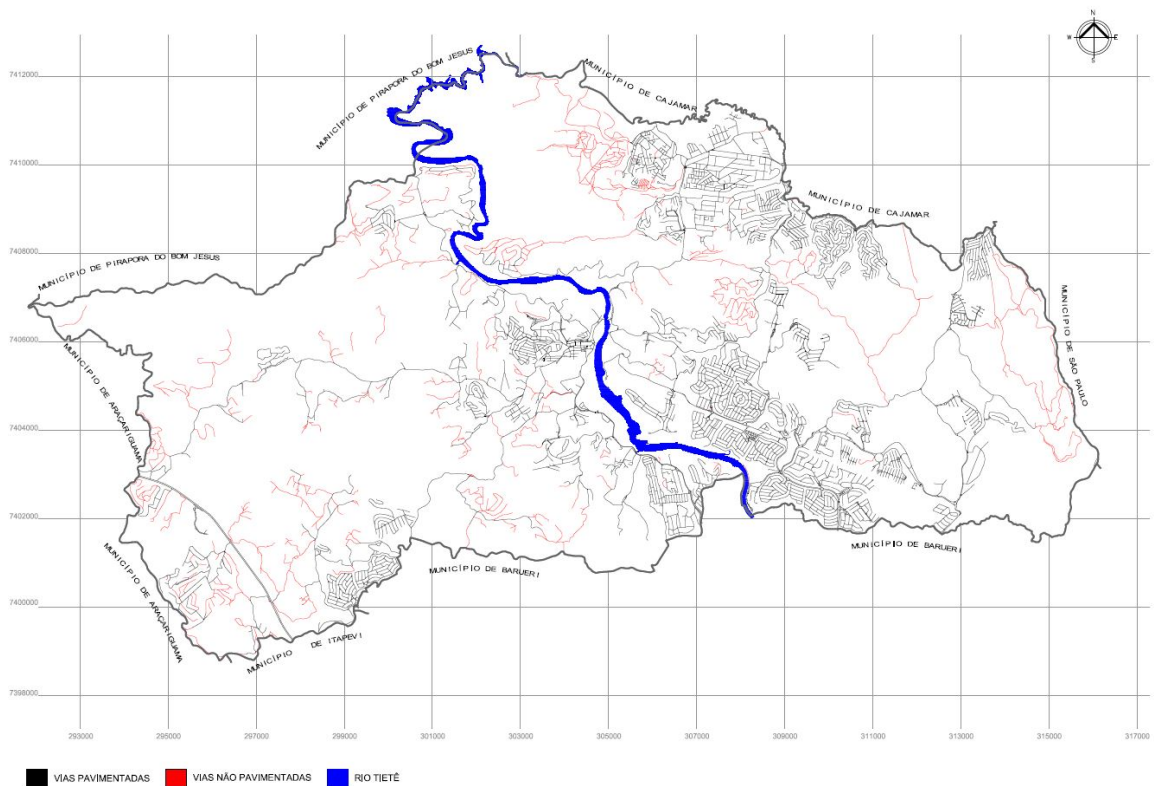 N
W E
S
MUNICÍPIO DE PIRAPORA DO BOM JESUS
MUNICÍPIO DE CAJAMAR
7412000
7410000
MUNICÍPIO DE CAJAMAR
7408000
MUNICÍPIO DE PIRAPORA DO BOM JESUS
MUNICÍPIO DE SÃO PAULO
7406000
MUNICÍPIO DE ARAÇARIGUAMA
7404000
7402000
MUNICÍPIO DE ARAÇARIGUAMA
MUNICÍPIO DE BARUERI
MUNICÍPIO DE BARUERI
7400000
MUNICÍPIO DE ITAPEVI
7398000
293000 295000 297000 299000 301000 303000 305000 307000 309000 311000 313000 315000 317000
VIAS PAVIMENTADAS VIAS NÃO PAVIMENTADAS RIO TIETÊ